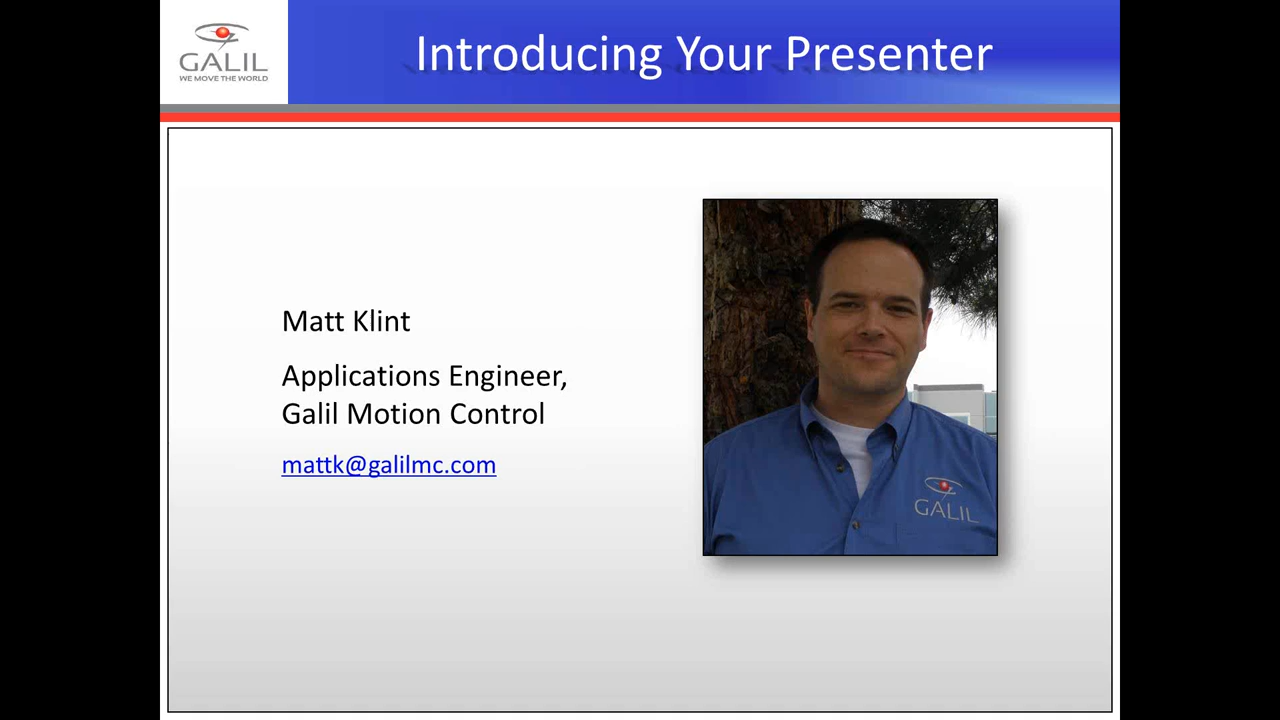 GALIL
WE MOVE THE WORLD
Introducing Your Presenter
Matt Klint
Applications Engineer,
Galil Motion Control
mattk@galilmc.com
GALIL